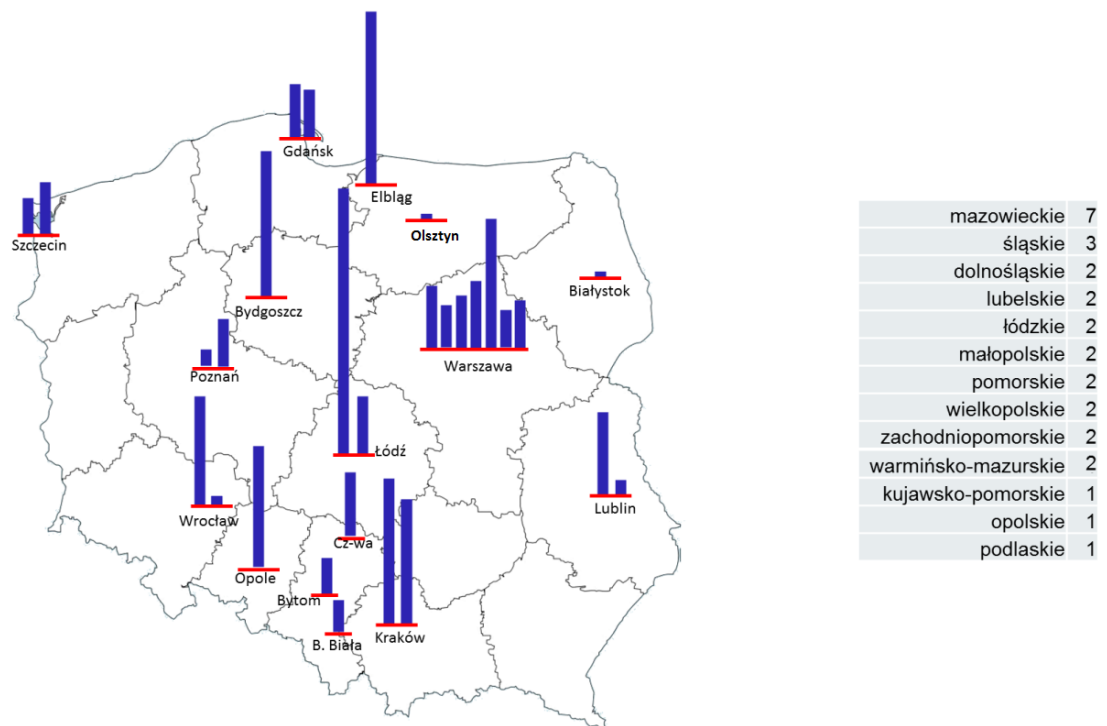 Gdańsk
Elbląg
Szczecin
Olsztyn
Białystok
Bydgoszcz
Warszawa
Poznań
Łódź
Wrocław
Lublin
Cz-wa
Opole
Bytom
B. Biała
Kraków
mazowieckie 7
śląskie 3
dolnośląskie 2
lubelskie 2
łódzkie 2
małopolskie 2
pomorskie 2
wielkopolskie 2
zachodniopomorskie 2
warmińsko-mazurskie 2
kujawsko-pomorskie 1
opolskie 1
podlaskie 1